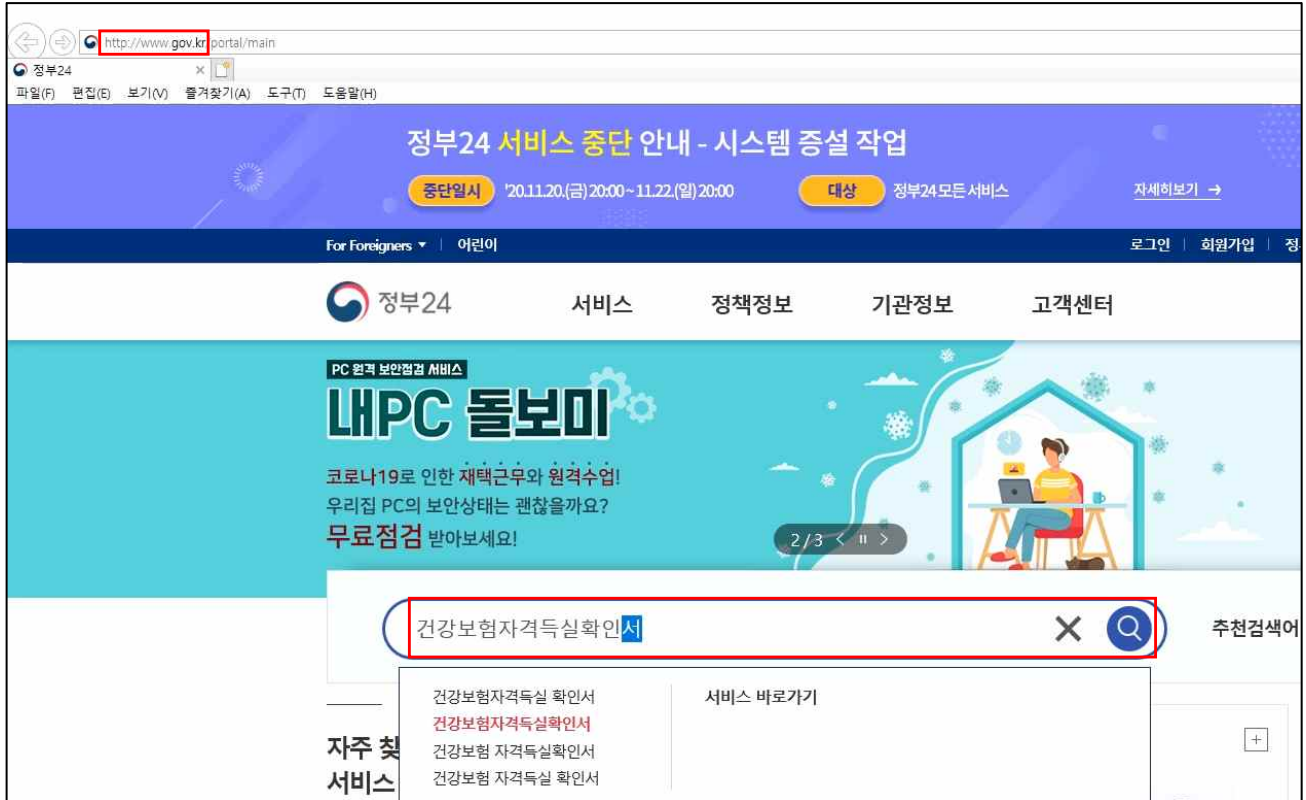 http://www.gov.kr/portal/main
정부24
파일(F) 편집(E) 보기(V) 즐겨찾기(A) 도구(T) 도움말(H)
정부24 서비스 중단 안내 - 시스템 증설 작업
중단일시 '20.11.20.(금) 20:00 ~ 11.22.(일) 20:00 대상 정부24 모든 서비스 자세히보기 →
For Foreigners ▼ 어린이 로그인 회원가입
정부24 서비스 정책정보 기관정보 고객센터
PC 원격 보안점검 서비스
내PC 돌보미
코로나19로 인한 재택근무와 원격수업!
우리집 PC의 보안상태는 괜찮을까요?
무료점검 받아보세요!
2 / 3
건강보험자격득실확인서 추천검색어
건강보험자격득실 확인서 서비스 바로가기
건강보험자격득실확인서
건강보험 자격득실확인서
건강보험 자격득실 확인서
자주 찾
서비스